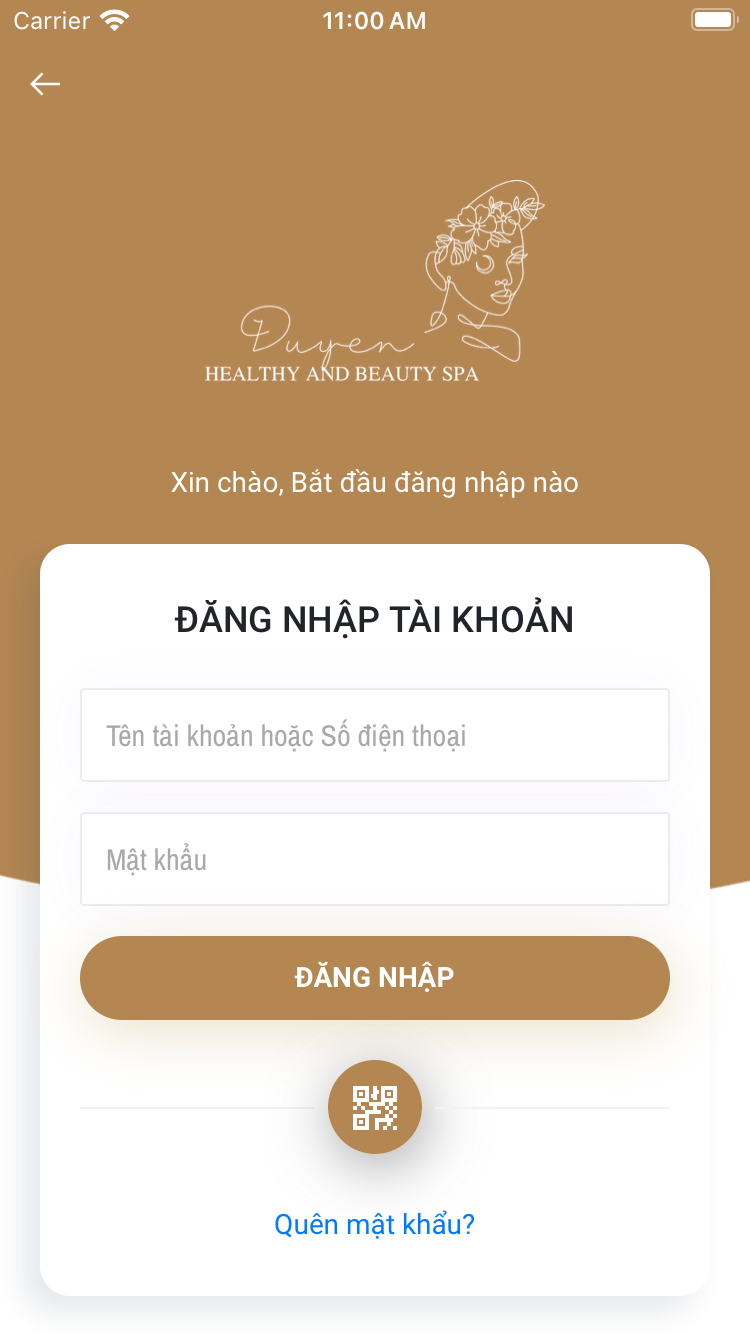 Carrier
11:00 AM
Duyen
HEALTHY AND BEAUTY SPA
Xin chào, Bắt đầu đăng nhập nào
ĐĂNG NHẬP TÀI KHOẢN
Tên tài khoản hoặc Số điện thoại
Mật khẩu
ĐĂNG NHẬP
Quên mật khẩu?